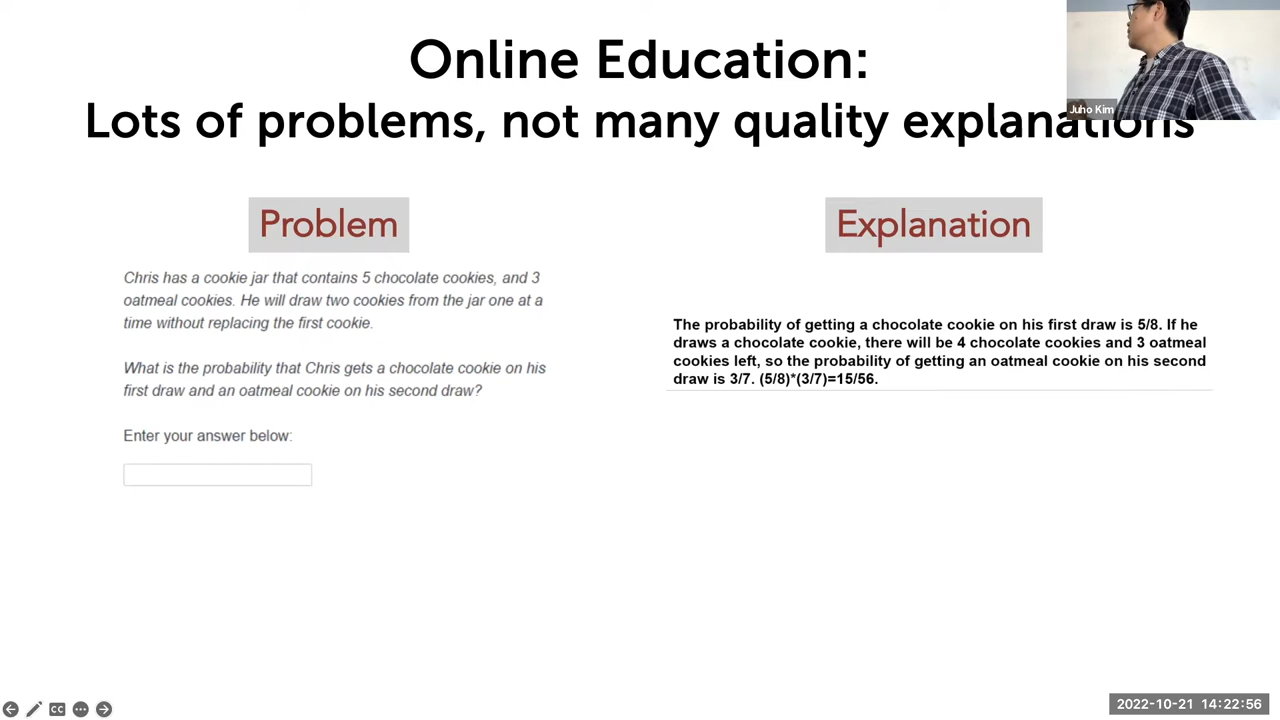 Online Education:
Lots of problems, not many quality explanations
Juho Kim
Problem
Explanation
Chris has a cookie jar that contains 5 chocolate cookies, and 3
oatmeal cookies. He will draw two cookies from the jar one at a
time without replacing the first cookie.
What is the probability that Chris gets a chocolate cookie on his
first draw and an oatmeal cookie on his second draw?
Enter your answer below:
The probability of getting a chocolate cookie on his first draw is 5/8. If he
draws a chocolate cookie, there will be 4 chocolate cookies and 3 oatmeal
cookies left, so the probability of getting an oatmeal cookie on his second
draw is 3/7. (5/8)*(3/7)=15/56.
CC
2022-10-21 14:22:56